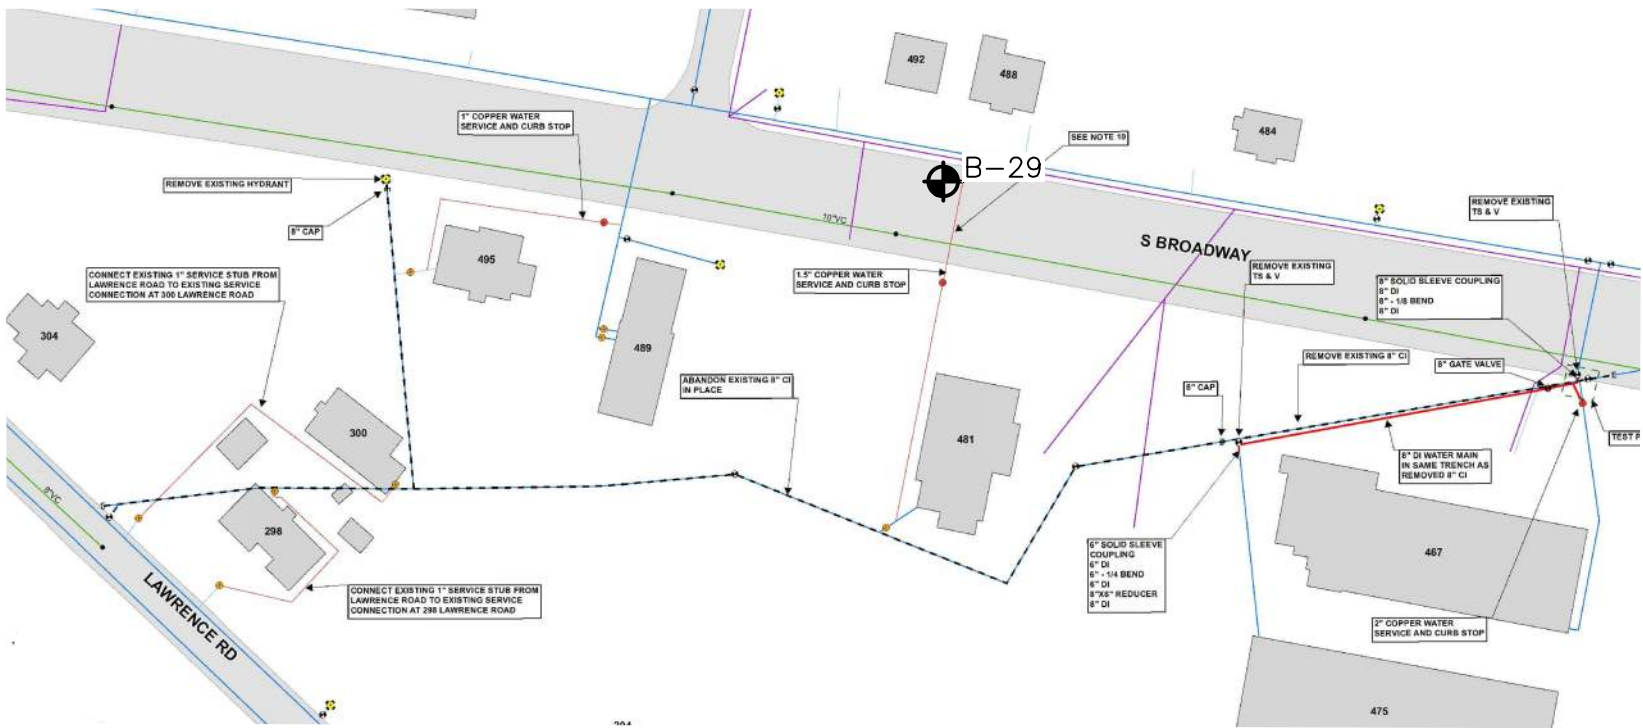 492
488
484
1" COPPER WATER
SERVICE AND CURB STOP
SEE NOTE 19
B-29
REMOVE EXISTING HYDRANT
8" CAP
10"VC
S BROADWAY
REMOVE EXISTING
TS & V
495
CONNECT EXISTING 1" SERVICE STUB FROM
LAWRENCE ROAD TO EXISTING SERVICE
CONNECTION AT 300 LAWRENCE ROAD
1.5" COPPER WATER
SERVICE AND CURB STOP
REMOVE EXISTING
TS & V
8" SOLID SLEEVE COUPLING
8" DI
8" - 1/8 BEND
8" DI
304
489
REMOVE EXISTING 8" CI
8" GATE VALVE
ABANDON EXISTING 8" CI
IN PLACE
8" CAP
300
481
TEST P
8" DI WATER MAIN
IN SAME TRENCH AS
REMOVED 8" CI
8"VC
298
467
6" SOLID SLEEVE
COUPLING
6" DI
6" - 1/4 BEND
6" DI
8"X6" REDUCER
8" DI
LAWRENCE RD
CONNECT EXISTING 1" SERVICE STUB FROM
LAWRENCE ROAD TO EXISTING SERVICE
CONNECTION AT 298 LAWRENCE ROAD
2" COPPER WATER
SERVICE AND CURB STOP
475